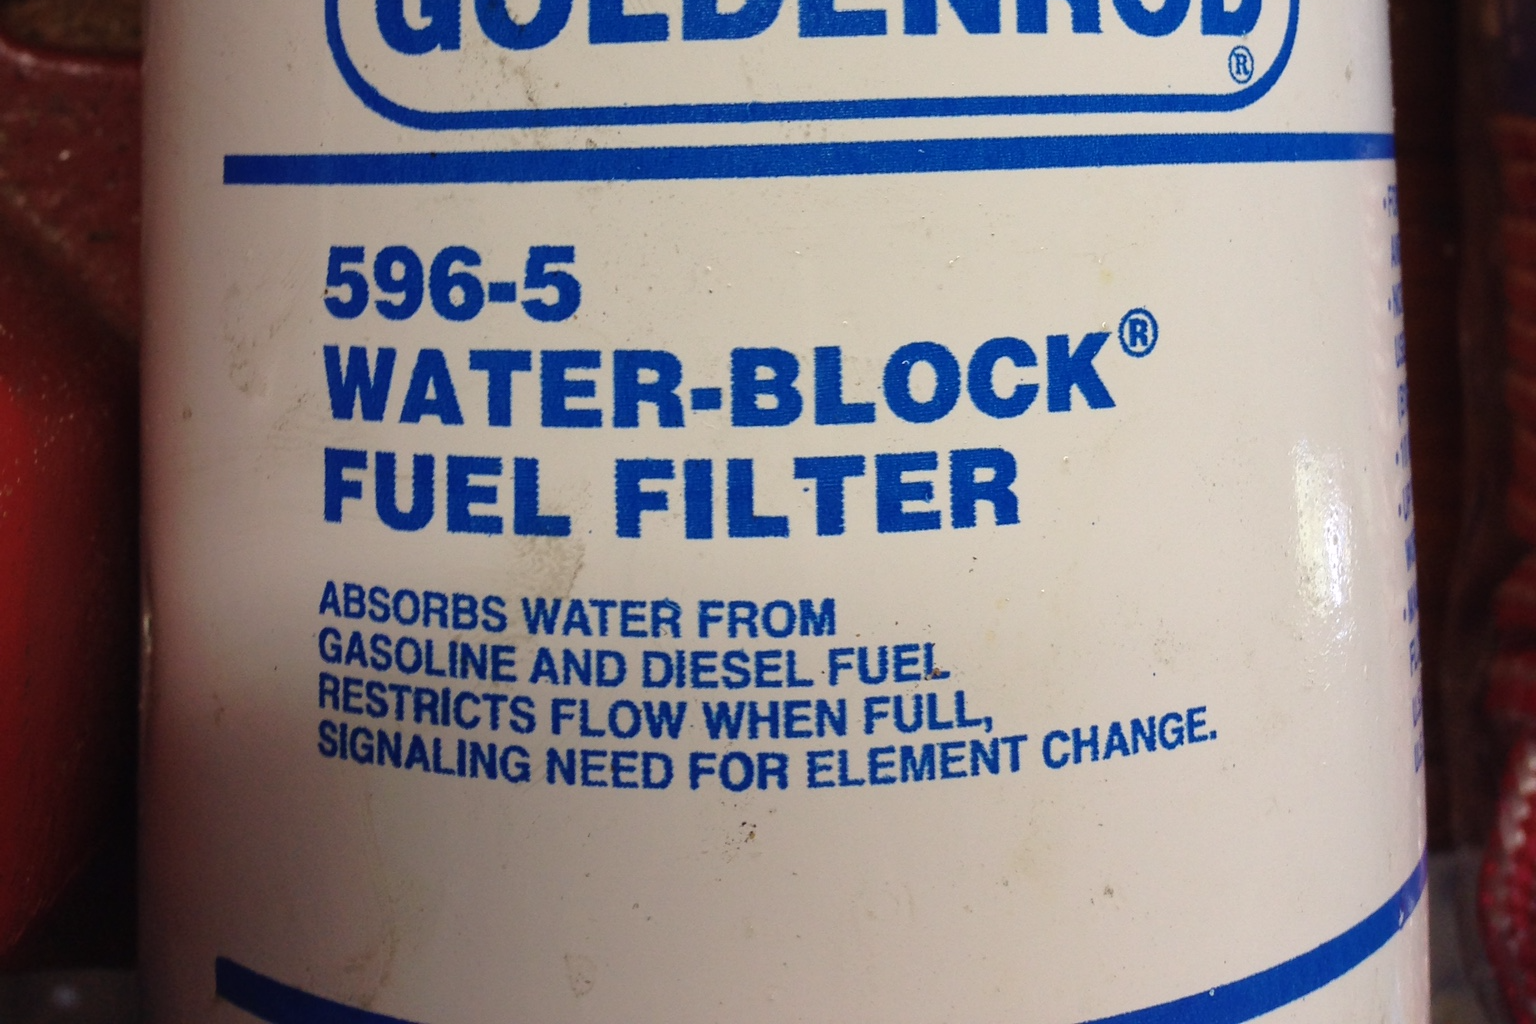 GOLDENROD®
596-5
WATER-BLOCK®
FUEL FILTER
ABSORBS WATER FROM
GASOLINE AND DIESEL FUEL
RESTRICTS FLOW WHEN FULL,
SIGNALING NEED FOR ELEMENT CHANGE.